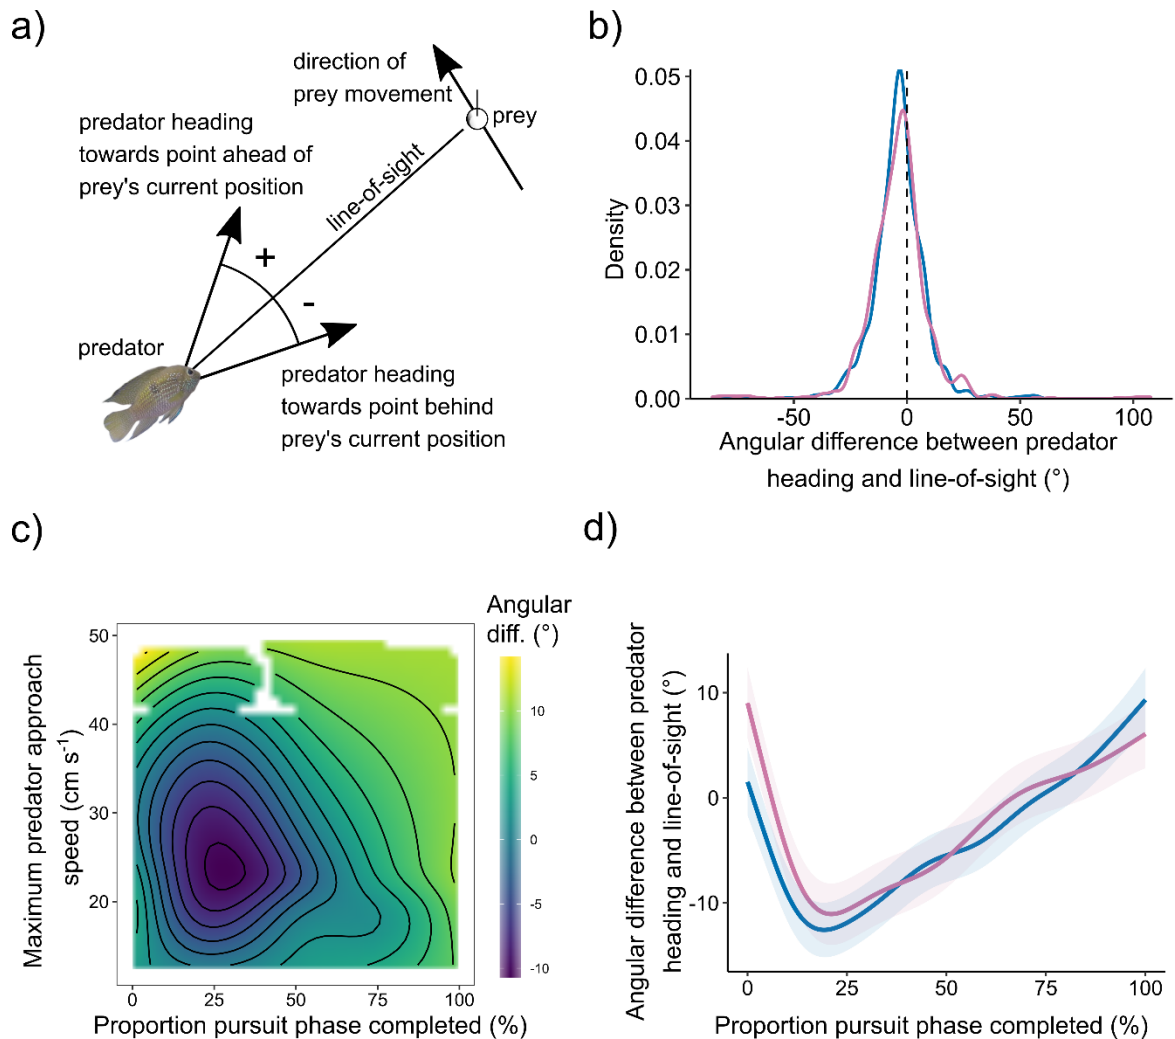 a)
direction of
prey movement
prey
predator heading
towards point ahead of
prey's current position
line-of-sight
+
-
predator
predator heading
towards point behind
prey's current position
b)
0.05
0.04
0.03
0.02
0.01
0.00
Density
-50
0
50
100
Angular difference between predator
heading and line-of-sight (°)
c)
Maximum predator approach
speed (cm s⁻¹)
50
40
30
20
0
25
50
75
100
Proportion pursuit phase completed (%)
Angular
diff. (°)
10
5
0
-5
-10
d)
Angular difference between predator
heading and line-of-sight (°)
10
0
-10
0
25
50
75
100
Proportion pursuit phase completed (%)